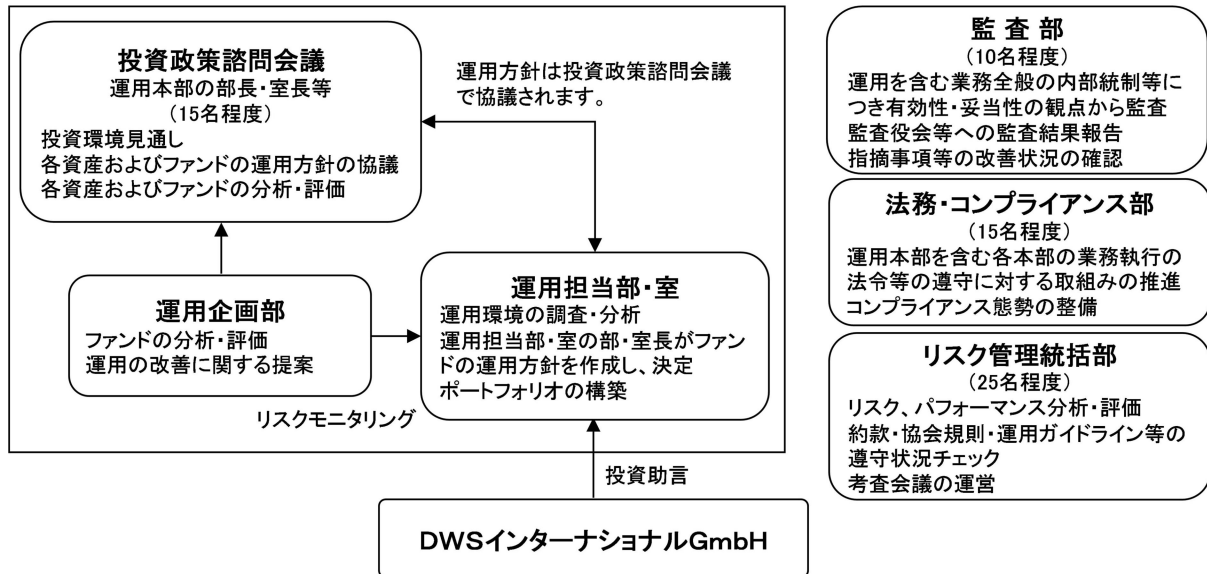 投資政策諮問会議
運用本部の部長・室長等
(15名程度)
投資環境見通し
各資産およびファンドの運用方針の協議
各資産およびファンドの分析・評価
運用方針は投資政策諮問会議
で協議されます。
運用企画部
ファンドの分析・評価
運用の改善に関する提案
リスクモニタリング
運用担当部・室
運用環境の調査・分析
運用担当部・室の部・室長がファン
ドの運用方針を作成し、決定
ポートフォリオの構築
投資助言
DWSインターナショナルGmbH
監査部
(10名程度)
運用を含む業務全般の内部統制等に
つき有効性・妥当性の観点から監査
監査役会等への監査結果報告
指摘事項等の改善状況の確認
法務・コンプライアンス部
(15名程度)
運用本部を含む各本部の業務執行の
法令等の遵守に対する取組みの推進
コンプライアンス態勢の整備
リスク管理統括部
(25名程度)
リスク、パフォーマンス分析・評価
約款・協会規則・運用ガイドライン等の
遵守状況チェック
考査会議の運営